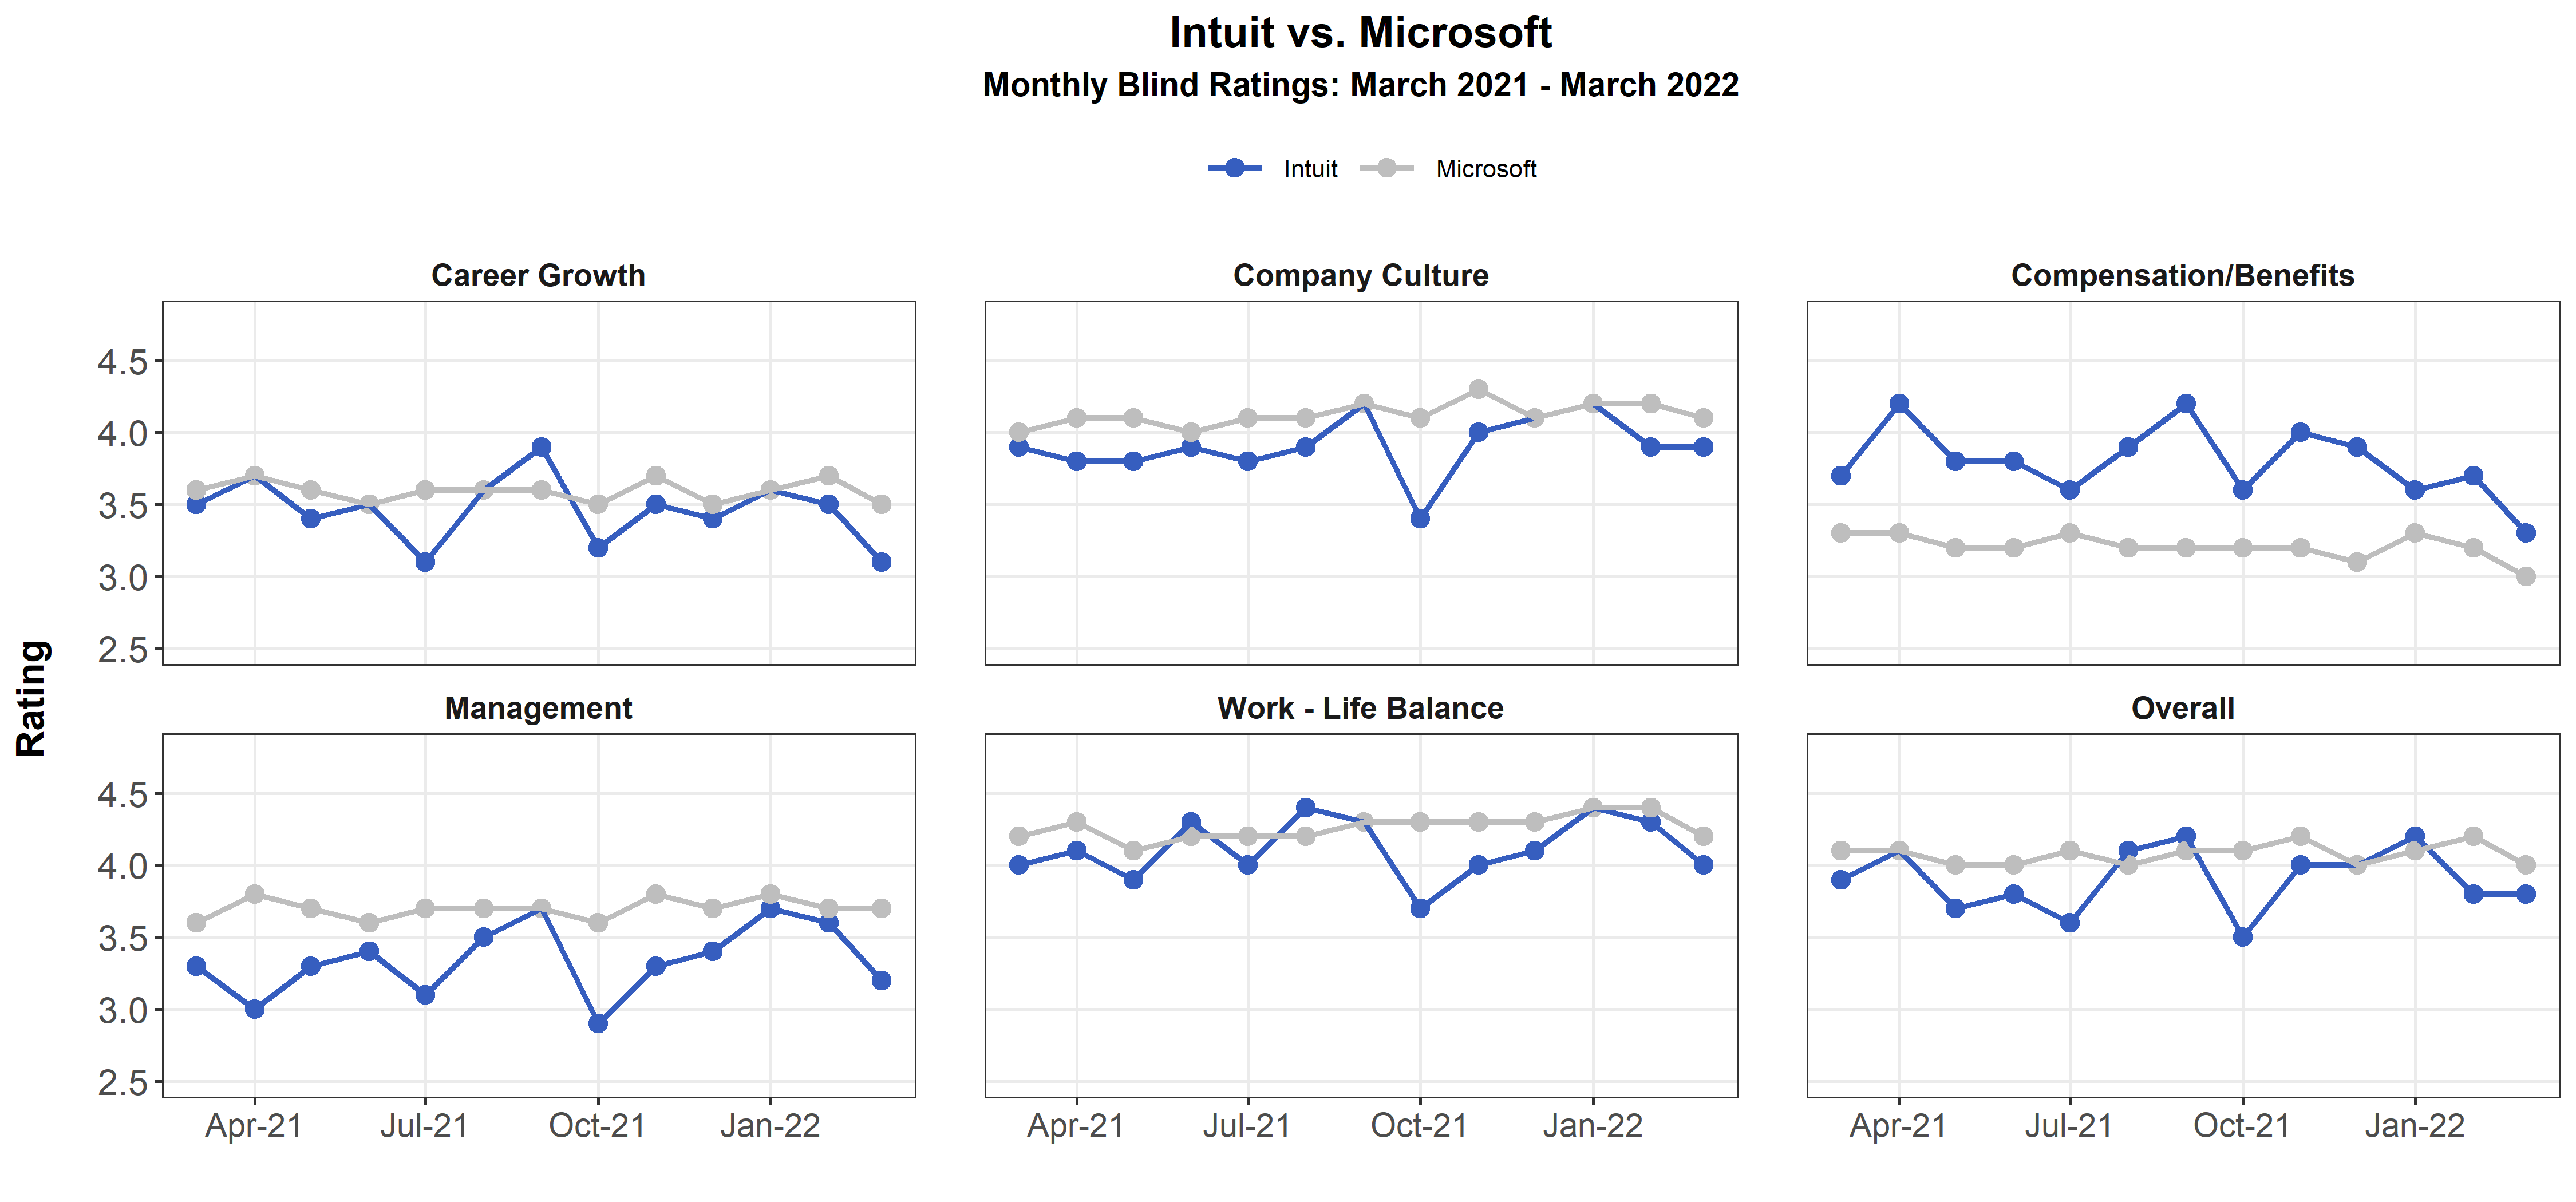 Intuit vs. Microsoft
Monthly Blind Ratings: March 2021 - March 2022
Intuit Microsoft
Career Growth Company Culture Compensation/Benefits
4.5
4.0
3.5
3.0
2.5
Rating
Management Work - Life Balance Overall
4.5
4.0
3.5
3.0
2.5
Apr-21 Jul-21 Oct-21 Jan-22 Apr-21 Jul-21 Oct-21 Jan-22 Apr-21 Jul-21 Oct-21 Jan-22